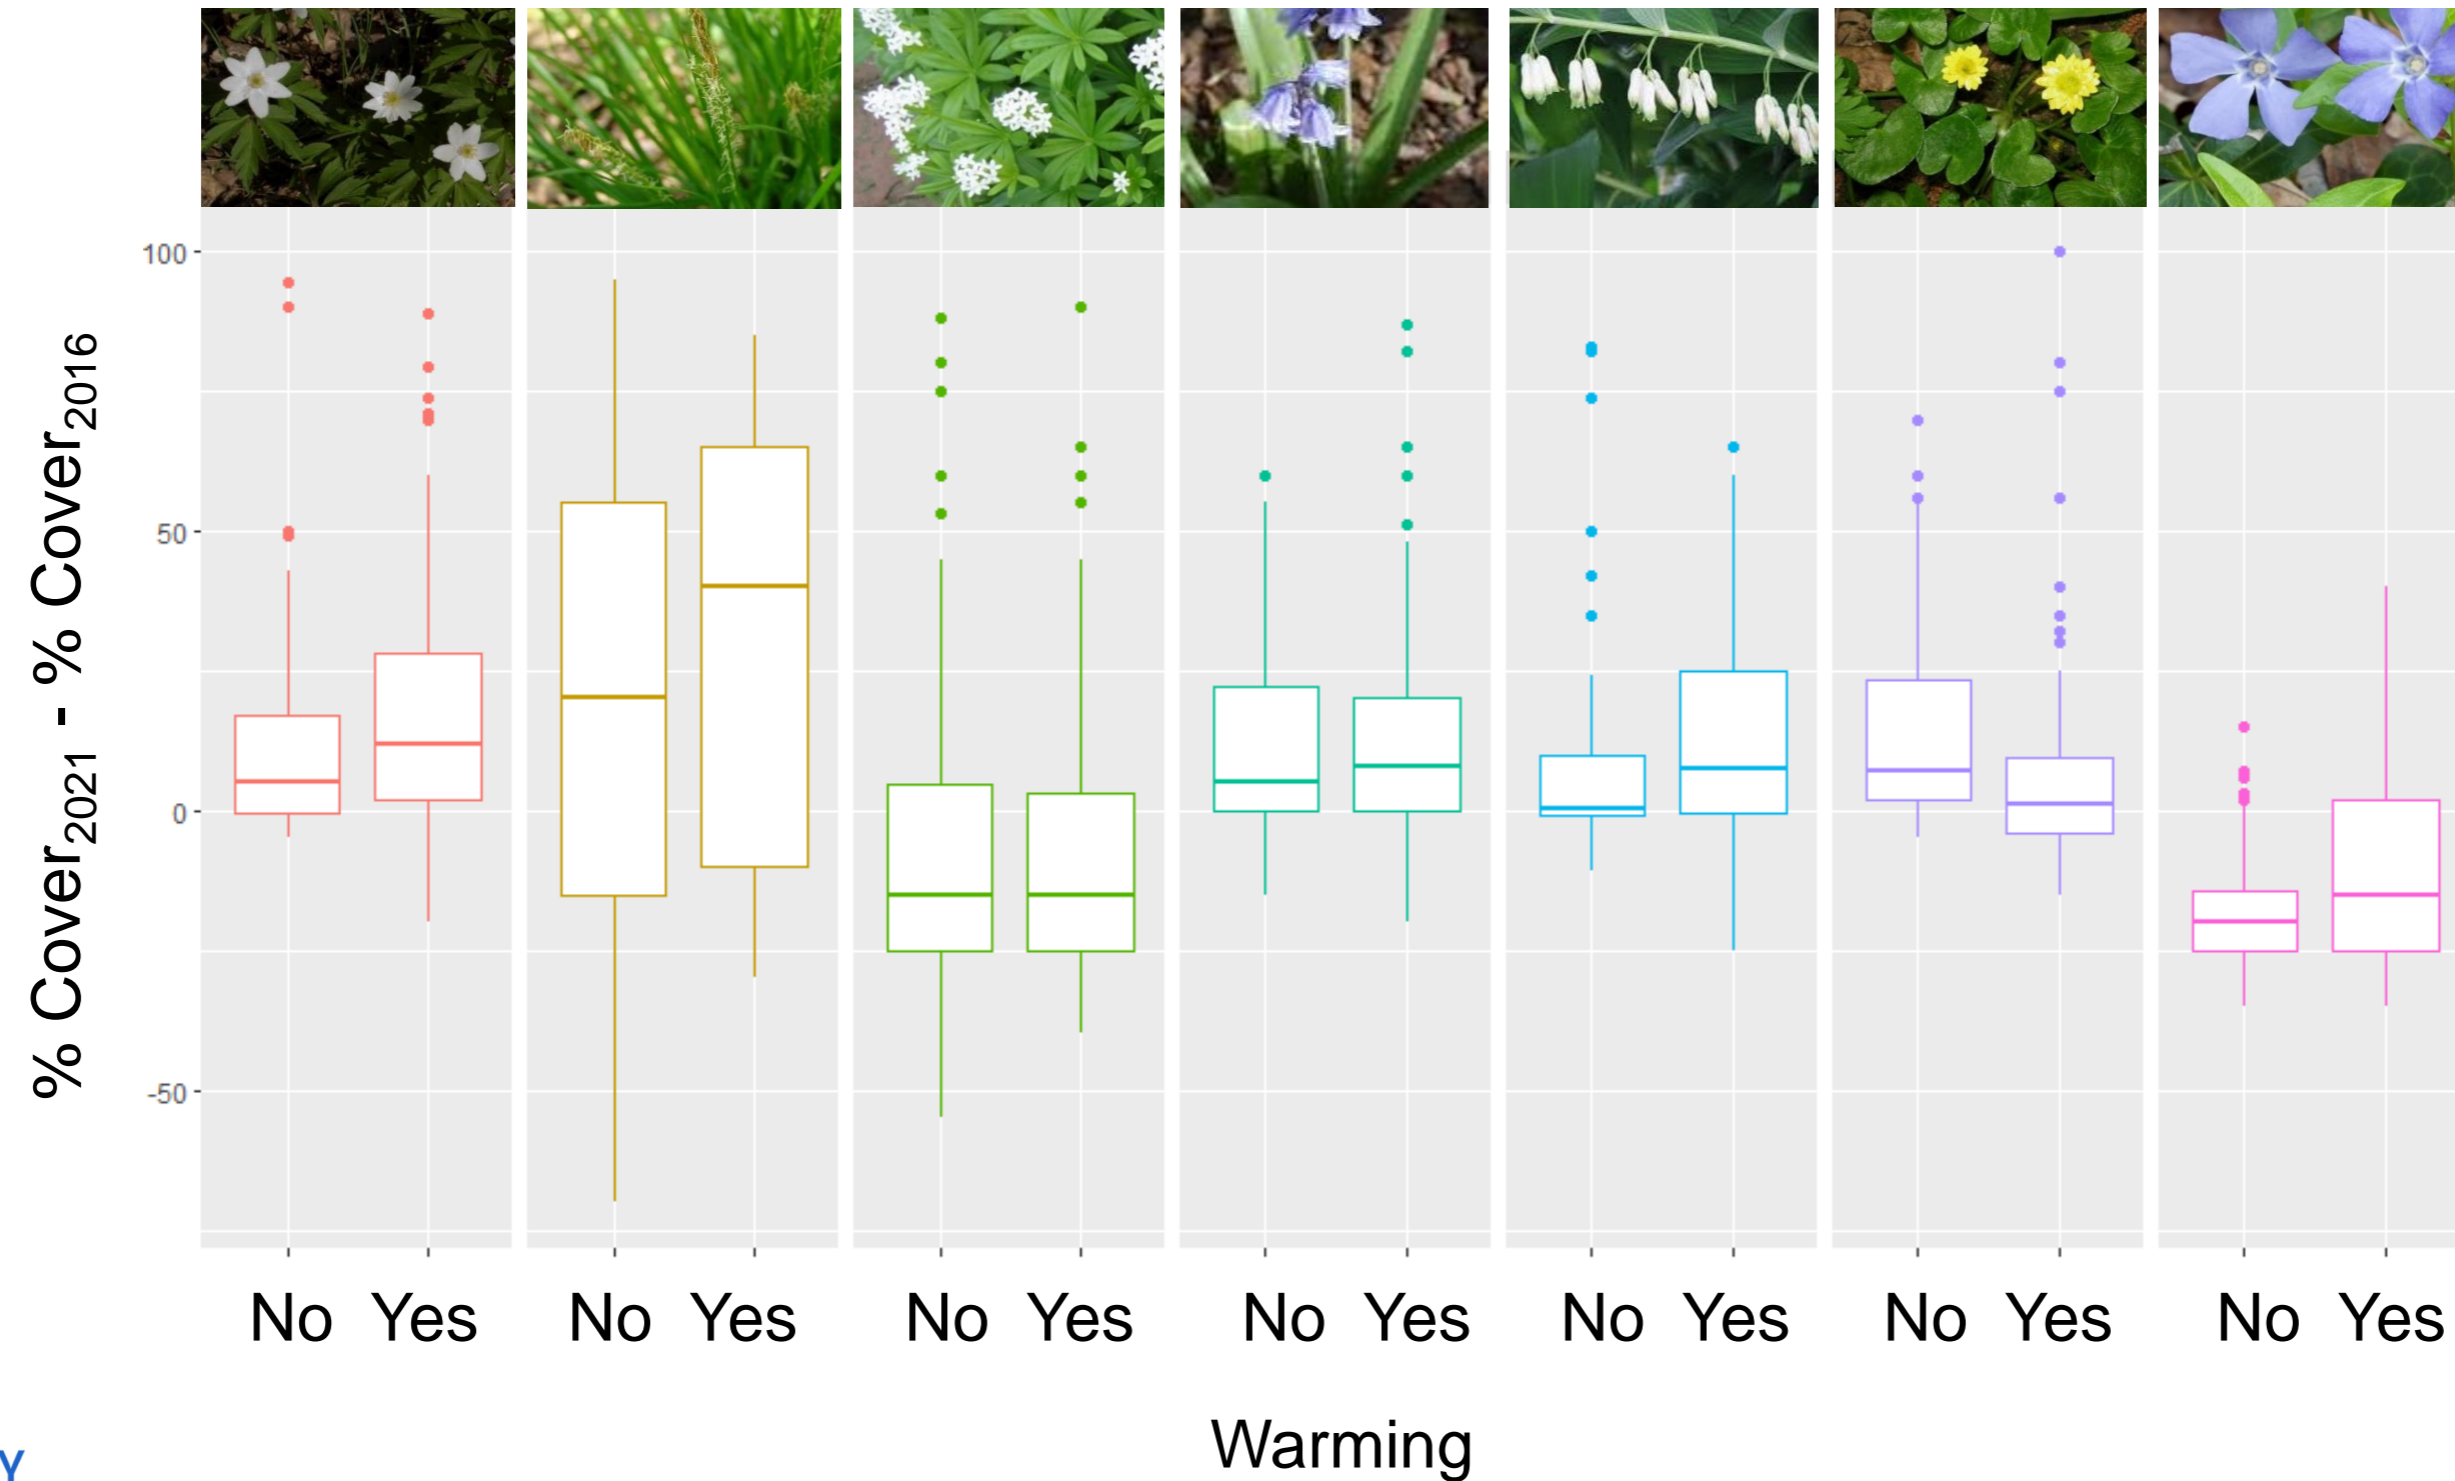 % Cover2021 - % Cover2016
100
50
0
-50
No Yes No Yes No Yes No Yes No Yes No Yes No Yes
Warming
Y